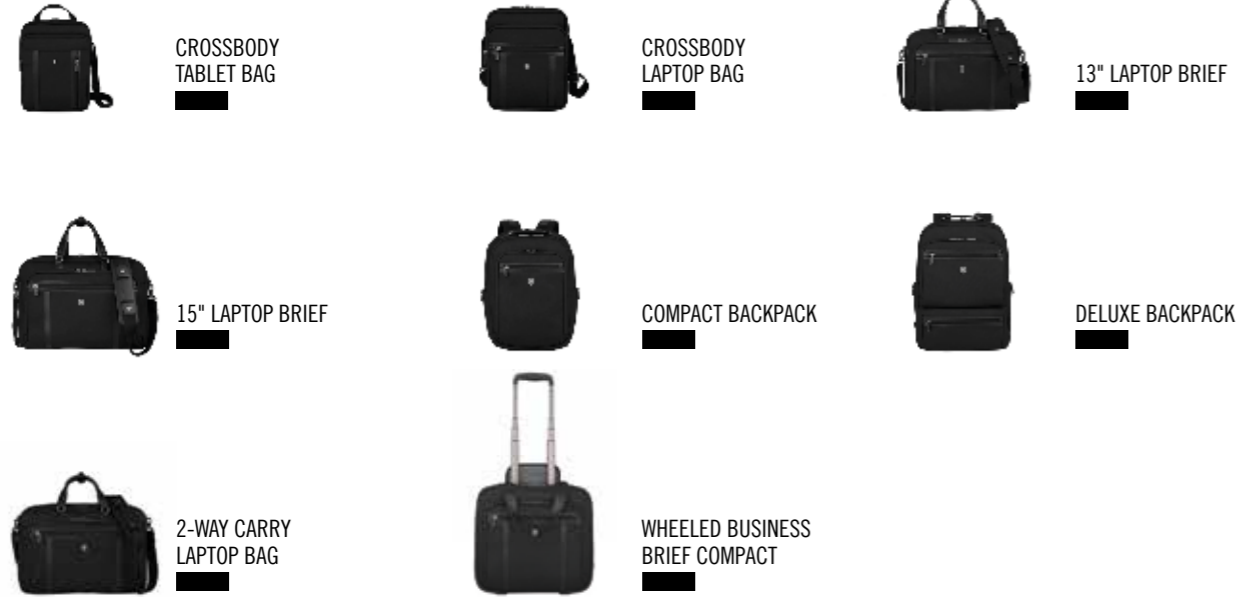 CROSSBODY
TABLET BAG
CROSSBODY
LAPTOP BAG
13" LAPTOP BRIEF
15" LAPTOP BRIEF
COMPACT BACKPACK
DELUXE BACKPACK
2-WAY CARRY
LAPTOP BAG
WHEELED BUSINESS
BRIEF COMPACT